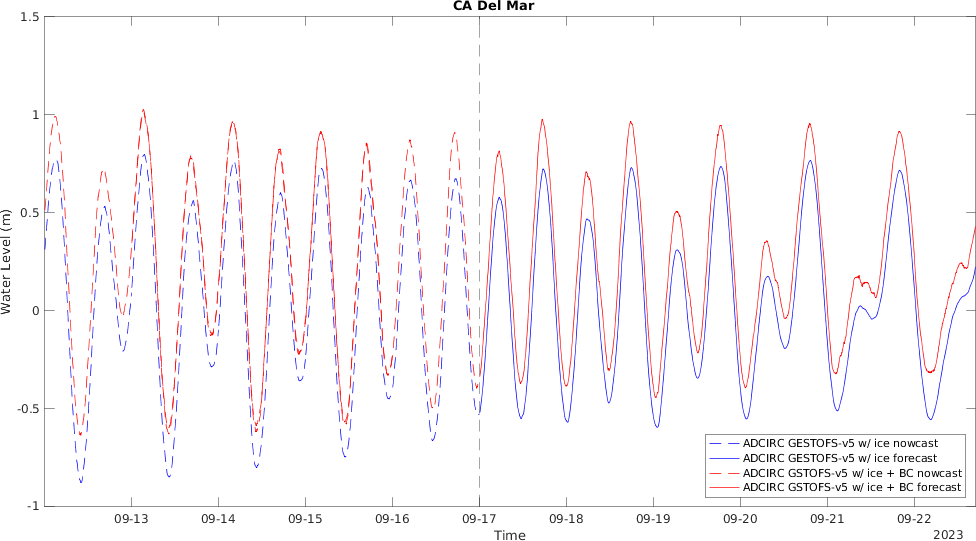 CA Del Mar
1.5
1
0.5
0
-0.5
-1
Water Level (m)
09-13 09-14 09-15 09-16 09-17 09-18 09-19 09-20 09-21 09-22
Time
2023
ADCIRC GESTOFS-v5 w/ ice nowcast
ADCIRC GESTOFS-v5 w/ ice forecast
ADCIRC GSTOFS-v5 w/ ice + BC nowcast
ADCIRC GSTOFS-v5 w/ ice + BC forecast